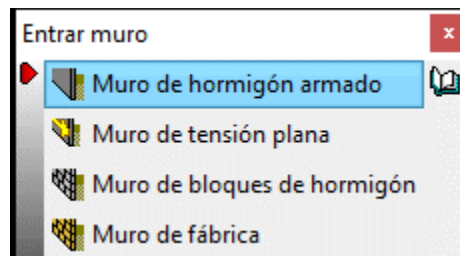 Entrar muro
x
Muro de hormigón armado
Muro de tensión plana
Muro de bloques de hormigón
Muro de fábrica